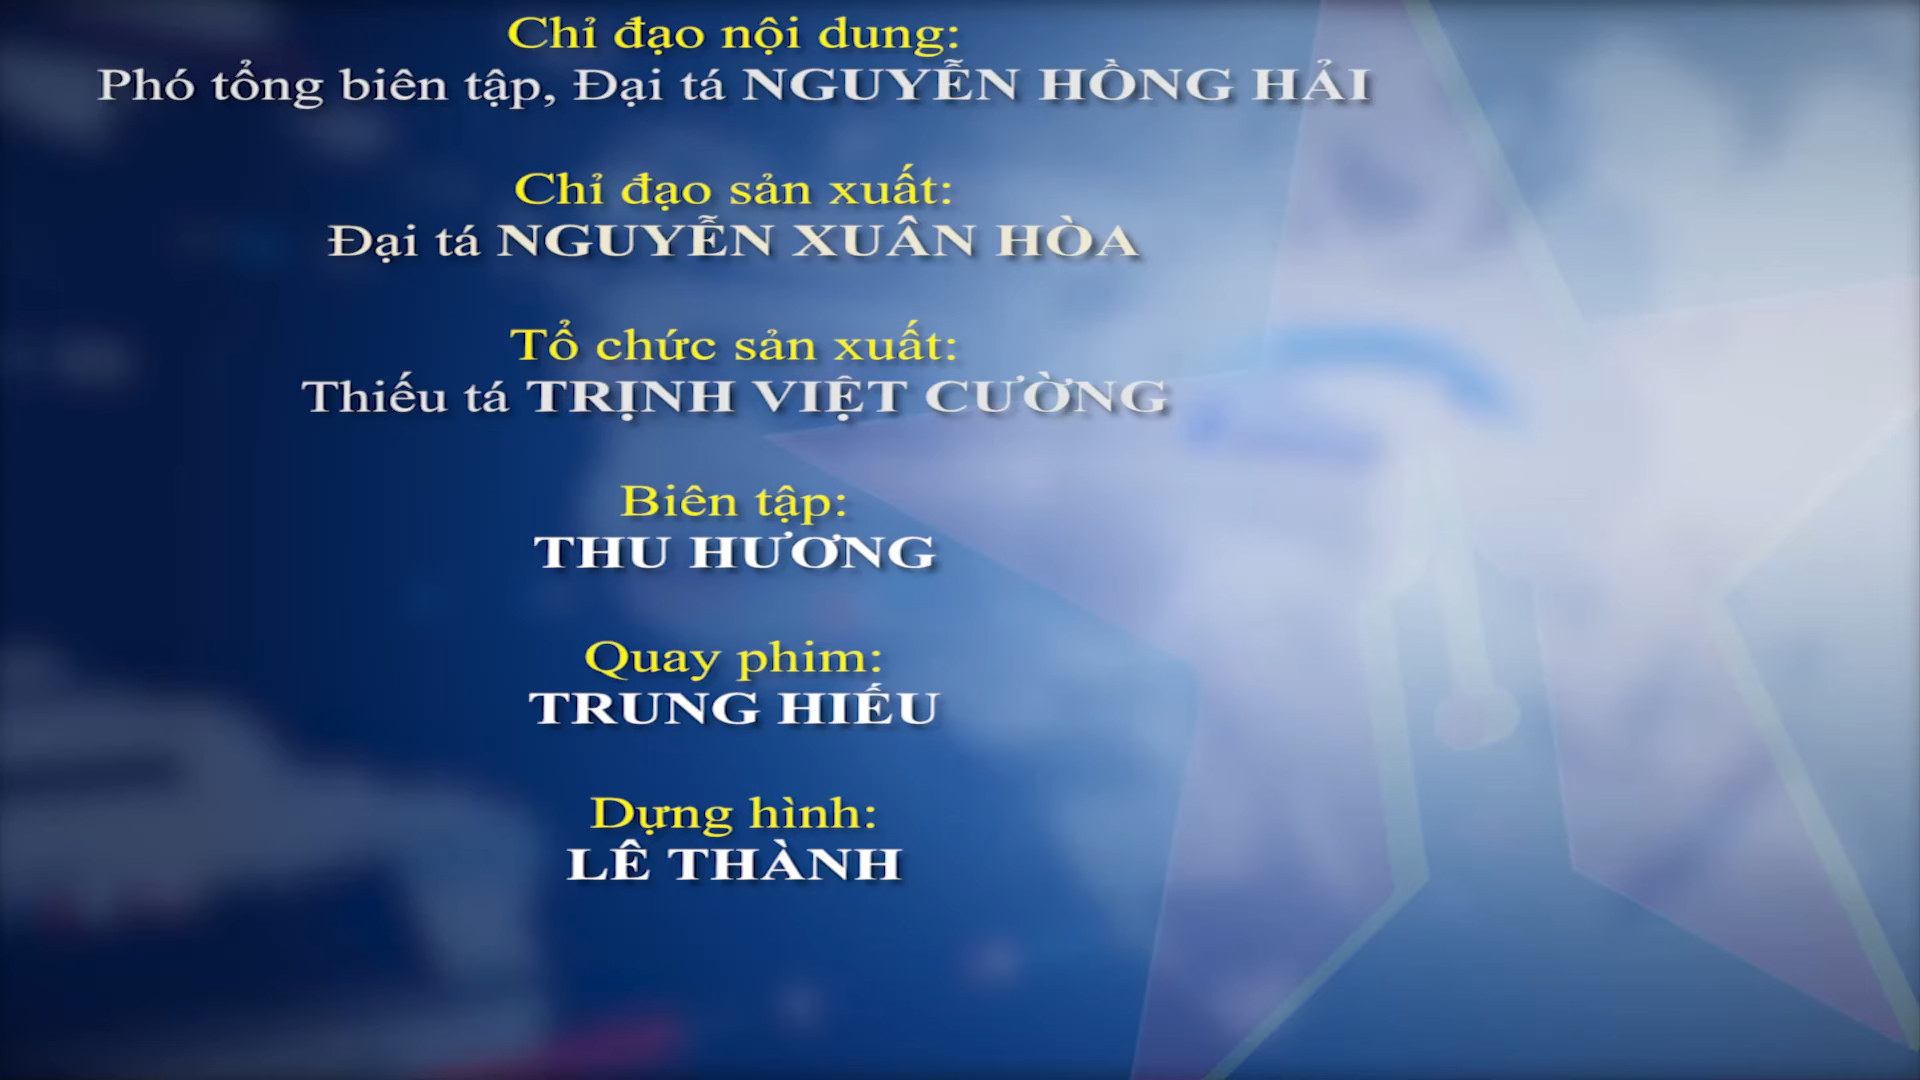 Chỉ đạo nội dung:
Phó tổng biên tập, Đại tá NGUYỄN HỒNG HẢI
Chỉ đạo sản xuất:
Đại tá NGUYỄN XUÂN HÒA
Tổ chức sản xuất:
Thiếu tá TRỊNH VIỆT CƯỜNG
Biên tập:
THU HƯƠNG
Quay phim:
TRUNG HIẾU
Dựng hình:
LÊ THÀNH